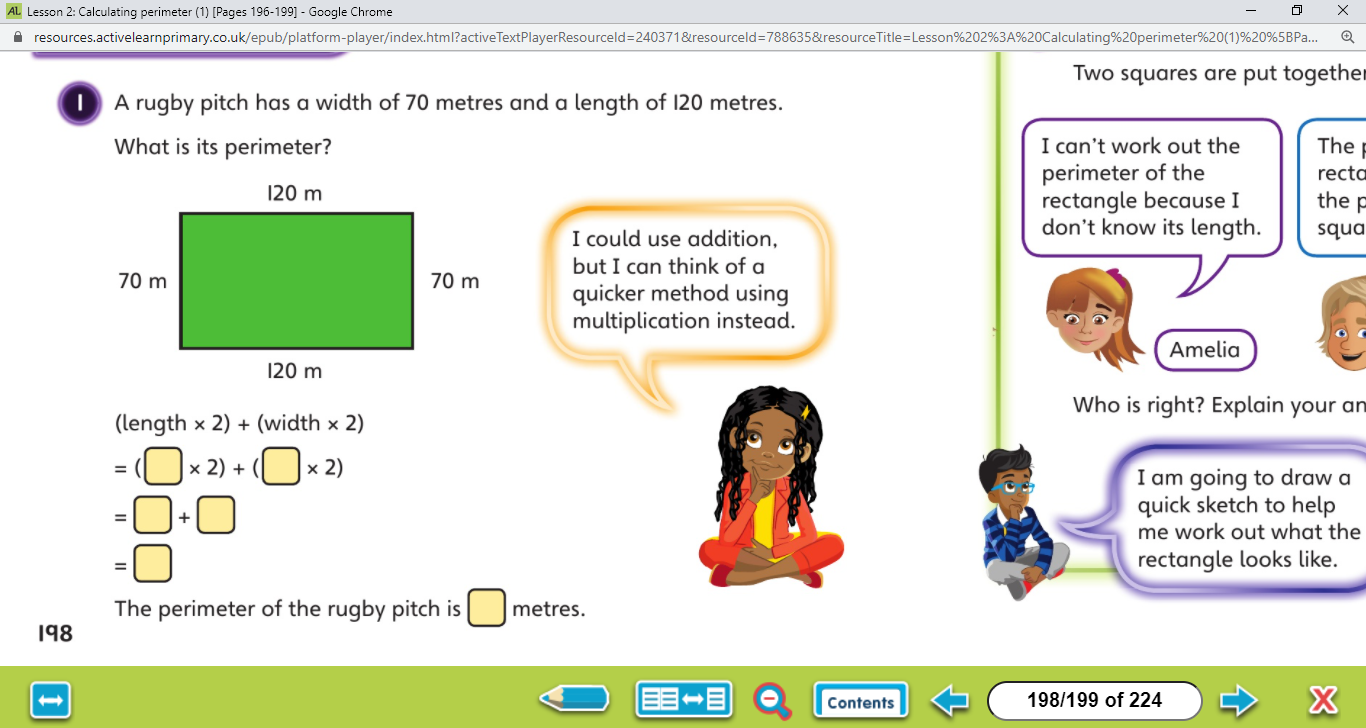 Lesson 2: Calculating perimeter (1) [Pages 196-199] - Google Chrome
resources.activelearnprimary.co.uk/epub/platform-player/index.html?activeTextPlayerResourceId=240371&resourceId=788635&resourceTitle=Lesson%202%3A%20Calculating%20perimeter%20(1)%20%5BPa...
1 A rugby pitch has a width of 70 metres and a length of 120 metres.
What is its perimeter?
120 m
70 m
70 m
120 m
I could use addition,
but I can think of a
quicker method using
multiplication instead.
(length × 2) + (width × 2)
= ( × 2) + ( × 2)
= +
=
The perimeter of the rugby pitch is metres.
198
Two squares are put together
I can't work out the
perimeter of the
rectangle because I
don't know its length.
The p
recta
the p
squa
Amelia
Who is right? Explain your an
I am going to draw a
quick sketch to help
me work out what the
rectangle looks like.
Contents
198/199 of 224
X